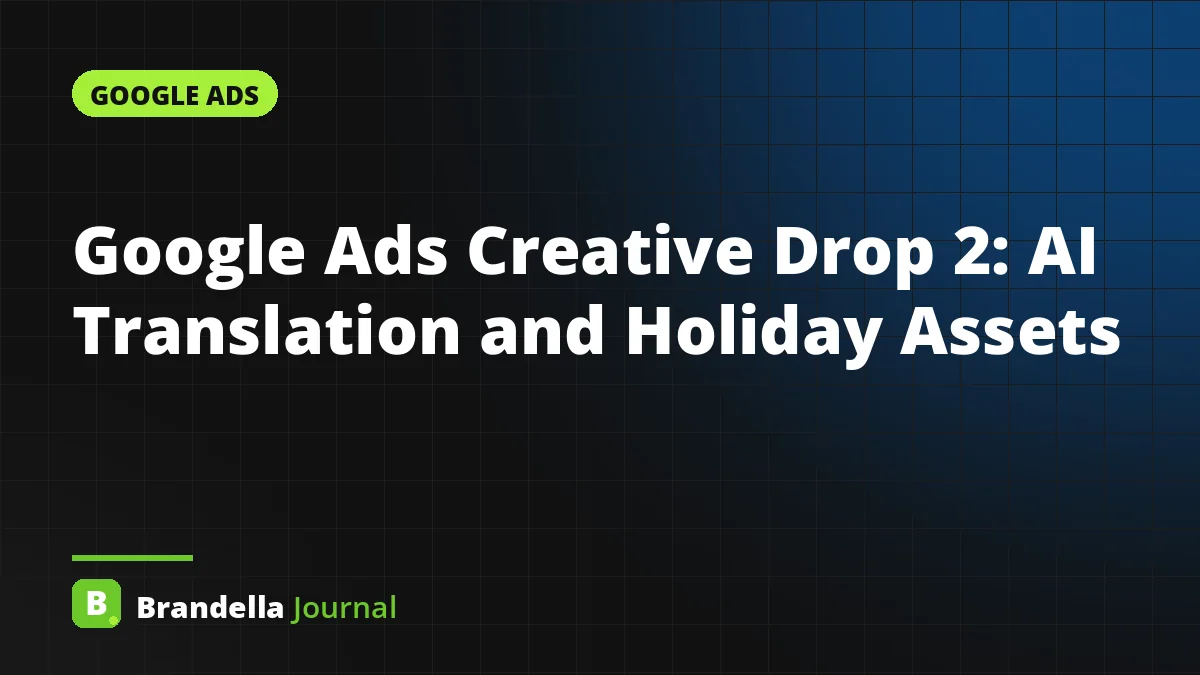 GOOGLE ADS
Google Ads Creative Drop 2: AI
Translation and Holiday Assets
B
Brandella Journal